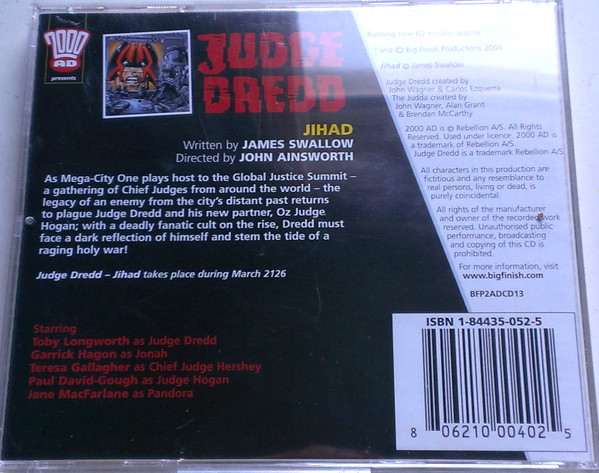 2000
AD
presents
JUDGE
DREDD
JIHAD
Written by JAMES SWALLOW
Directed by JOHN AINSWORTH
As Mega-City One plays host to the Global Justice Summit –
a gathering of Chief Judges from around the world – the
legacy of an enemy from the city's distant past returns
to plague Judge Dredd and his new partner, Oz Judge
Hogan; with a deadly fanatic cult on the rise, Dredd must
face a dark reflection of himself and stem the tide of a
raging holy war!
Judge Dredd – Jihad takes place during March 2126
Starring
Toby Longworth as Judge Dredd
Garrick Hagon as Jonah
Teresa Gallagher as Chief Judge Hershey
Paul David-Gough as Judge Hogan
Jane MacFarlane as Pandora
Running time 60 minutes approx
and © Big Finish Productions 2004
Jihad © James Swallow
Judge Dredd created by
John Wagner & Carlos Ezquerra
The Judda created by
John Wagner, Alan Grant
& Brendan McCarthy
2000 AD is © Rebellion A/S. All Rights
Reserved. Used under licence. 2000 AD is
a trademark of Rebellion A/S.
Judge Dredd is a trademark Rebellion A/S
All characters in this production are
fictitious and any resemblance to
real persons, living or dead, is
purely coincidental.
All rights of the manufacturer
and owner of the recorded work
reserved. Unauthorised public
performance, broadcasting
and copying of this CD is
prohibited.
For more information, visit
www.bigfinish.com
BFP2ADCD13
ISBN 1-84435-052-5
8 06210 00402 5